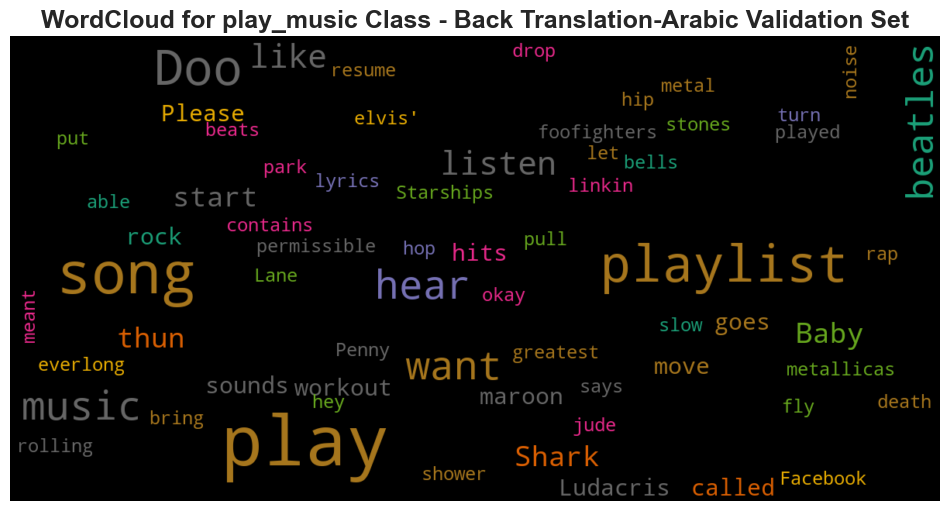 WordCloud for play_music Class - Back Translation-Arabic Validation Set
Doo
like
resume
drop
noise
beatles
metal
hip
Please
elvis'
beats
turn
put
foofighters
stones
played
let
bells
listen
park
lyrics
linkin
able
start
Starships
contains
rock
permissible
hop
hits
pull
rap
song
Lane
hear
okay
playlist
meant
thun
slow
goes
Baby
everlong
Penny
want
greatest
move
metallicas
sounds
workout
says
maroon
hey
music
bring
fly
death
jude
rolling
play
Shark
shower
Ludacris
called
Facebook